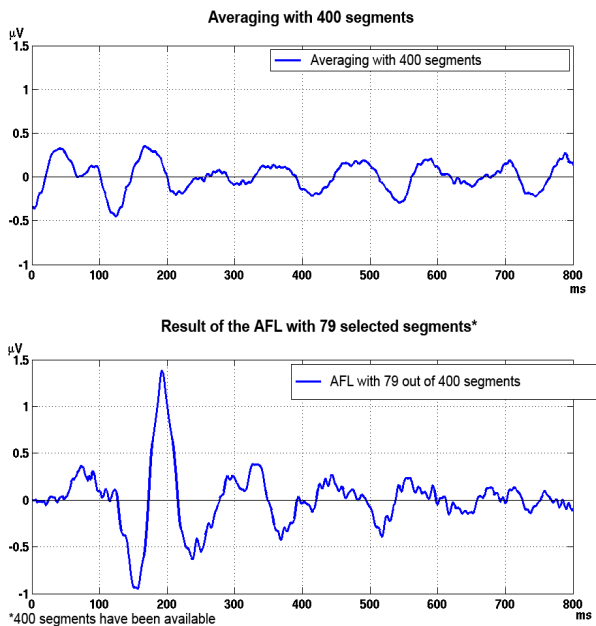 Averaging with 400 segments
µV
1.5
Averaging with 400 segments
1
0.5
0
-0.5
-1
0 100 200 300 400 500 600 700 800
ms
Result of the AFL with 79 selected segments*
µV
1.5
AFL with 79 out of 400 segments
1
0.5
0
-0.5
-1
0 100 200 300 400 500 600 700 800
ms
*400 segments have been available